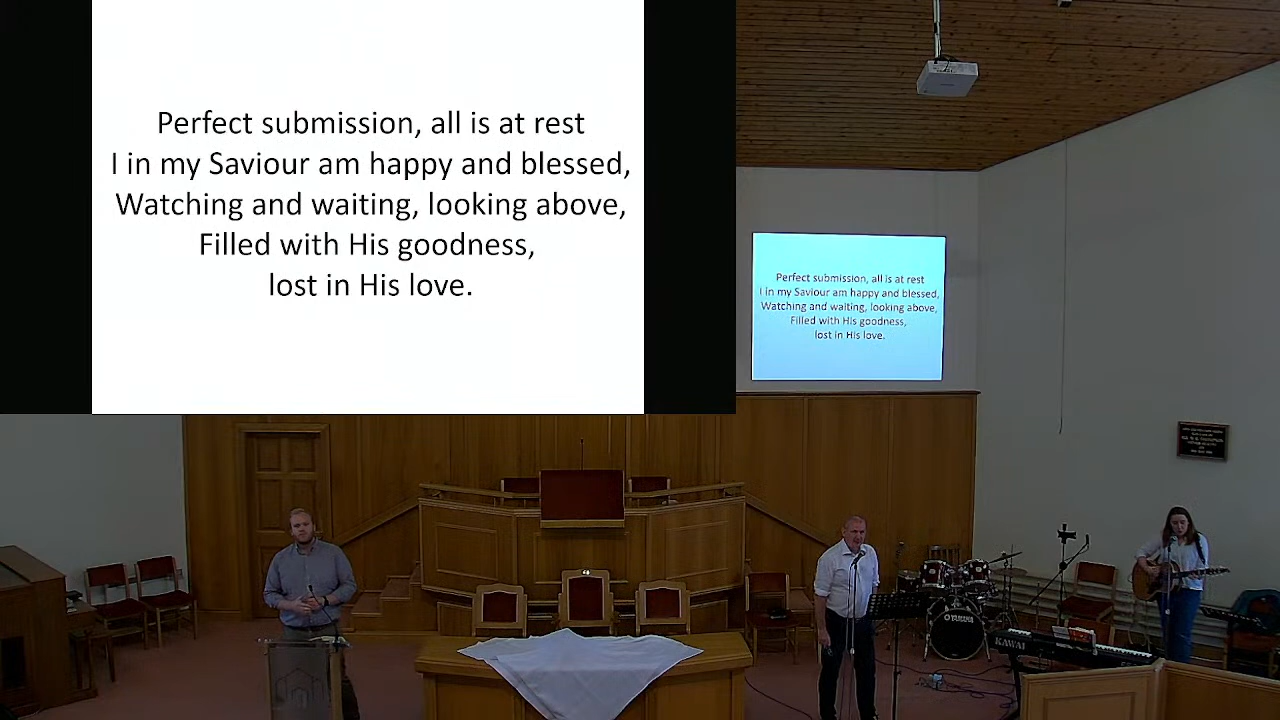 Perfect submission, all is at rest
I in my Saviour am happy and blessed,
Watching and waiting, looking above,
Filled with His goodness,
lost in His love.
Perfect submission, all is at rest
I in my Saviour am happy and blessed,
Watching and waiting, looking above,
Filled with His goodness,
lost in His love.
YAMAHA
KAWAI